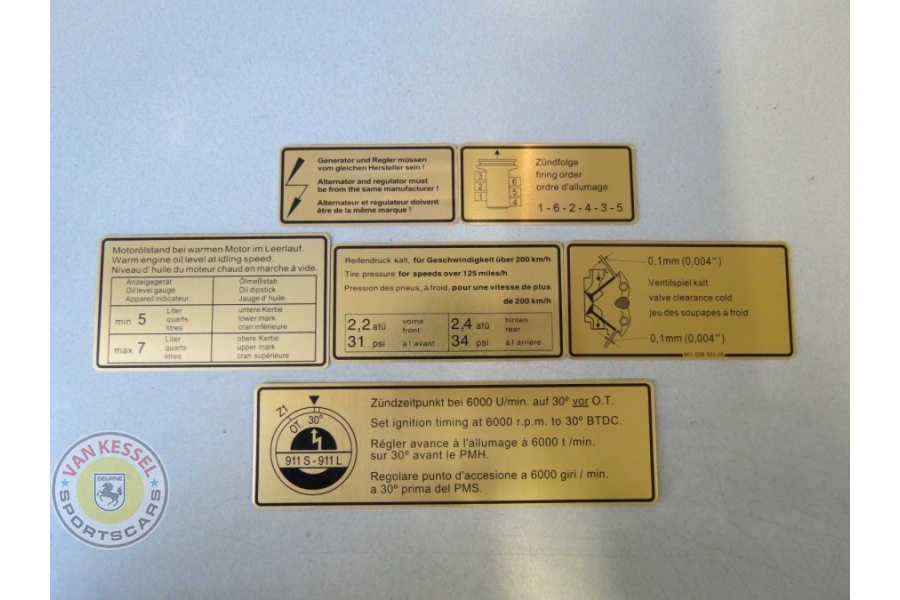 Generator und Regler müssen
vom gleichen Hersteller sein !
Alternator and regulator must
be from the same manufacturer !
Alternateur et régulateur doivent
être de la même marque !
Zündfolge
firing order
ordre d'allumage
1 - 6 - 2 - 4 - 3 - 5
3
2
1
6
5
4
Motorölstand bei warmen Motor im Leerlauf.
Warm engine oil level at idling speed.
Niveau d' huile du moteur chaud en marche à vide.
Anzeigegerät
Oil level gauge
Appareil indicateur
Ölmeßstab
Oil dipstick
Jauge d' huile
min 5
Liter
quarts
litres
untere Kerbe
lower mark
cran inférieure
max 7
Liter
quarts
litres
obere Kerbe
upper mark
cran supérieure
Reifendruck kalt, für Geschwindigkeit über 200 km/h
Tire pressure for speeds over 125 miles/h
Pression des pneus, à froid, pour une vitesse de plus
de 200 km/h
2,2 atü
31 psi
vorne
front
à l avant
2,4 atü
34 psi
hinten
rear
à l arrière
0,1mm (0,004")
Ventilspiel kalt
valve clearance cold
jeu des soupapes à froid
0,1mm (0,004")
Z1
OT
30°
911 S - 911 L
Zündzeitpunkt bei 6000 U/min. auf 30° vor O.T.
Set ignition timing at 6000 r.p.m. to 30° BTDC.
Régler avance à l'allumage à 6000 t /min.
sur 30° avant le PMH.
Regolare punto d'accesione a 6000 giri / min.
a 30° prima del PMS.
VAN KESSEL
DEURNE
SPORTSCARS